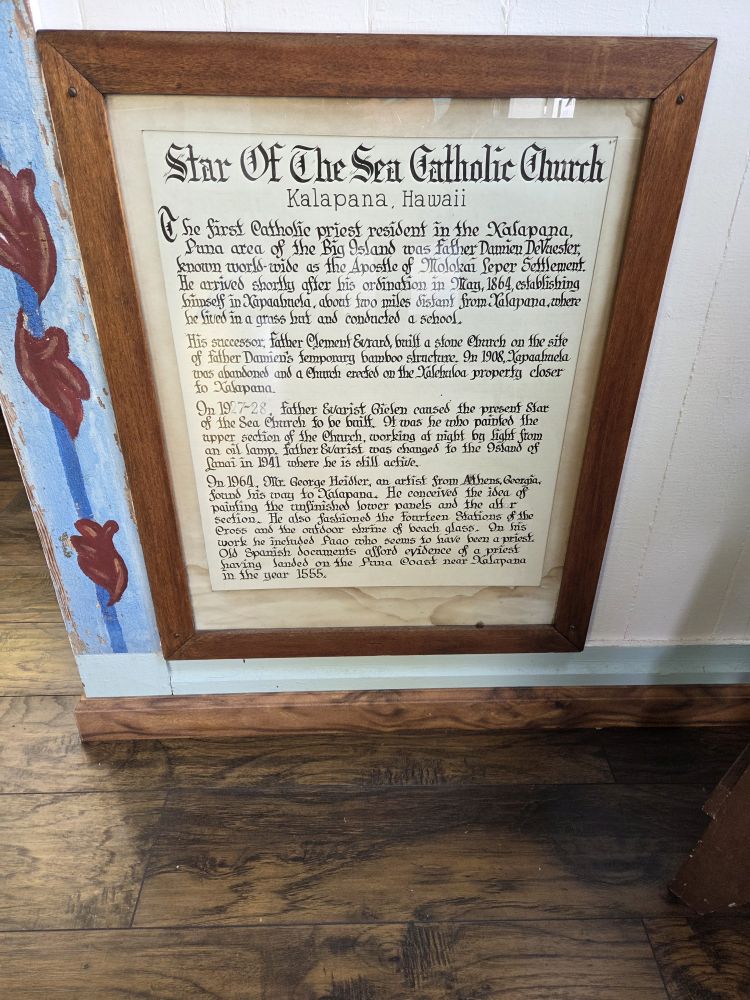 Star Of The Sea Catholic Church
Kalapana, Hawaii
The first Catholic priest resident in the Kalapana,
Puna area of the Big Island was Father Damien DeVuester,
known world-wide as the Apostle of Molokai Leper Settlement.
He arrived shortly after his ordination in May, 1864, establishing
himself in Kapaahuela, about two miles distant from Kalapana, where
he lived in a grass hut and conducted a school.
His successor, Father Clement Evrard, built a stone Church on the site
of Father Damien's temporary bamboo structure. In 1908, Kapaahuela
was abandoned and a Church erected on the Kalehuloa property closer
to Kalapana.
In 1927-28, Father Evarist Gielen caused the present Star
of the Sea Church to be built. It was he who painted the
upper section of the Church, working at night by light from
an oil lamp. Father Evarist was changed to the Island of
Lanai in 1941 where he is still active.
In 1964, Mr. George Heidler, an artist from Athens, Georgia,
found his way to Kalapana. He conceived the idea of
painting the unfinished lower panels and the alt r
section. He also fashioned the Fourteen Stations of the
Cross and the outdoor shrine of beach glass. In his
work he included Paao who seems to have been a priest.
Old Spanish documents afford evidence of a priest
having landed on the Puna Coast near Kalapana
in the year 1555.